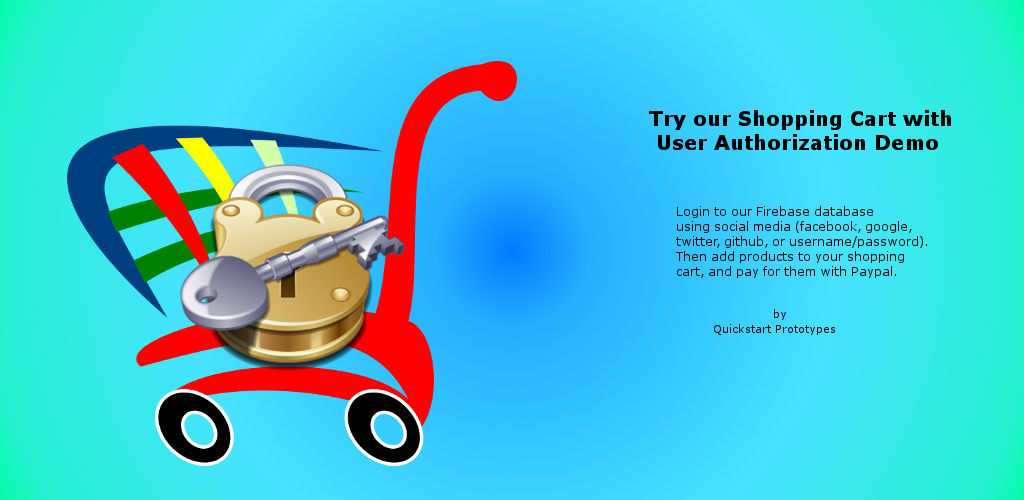 Try our Shopping Cart with
User Authorization Demo
Login to our Firebase database
using social media (facebook, google,
twitter, github, or username/password).
Then add products to your shopping
cart, and pay for them with Paypal.
by
Quickstart Prototypes